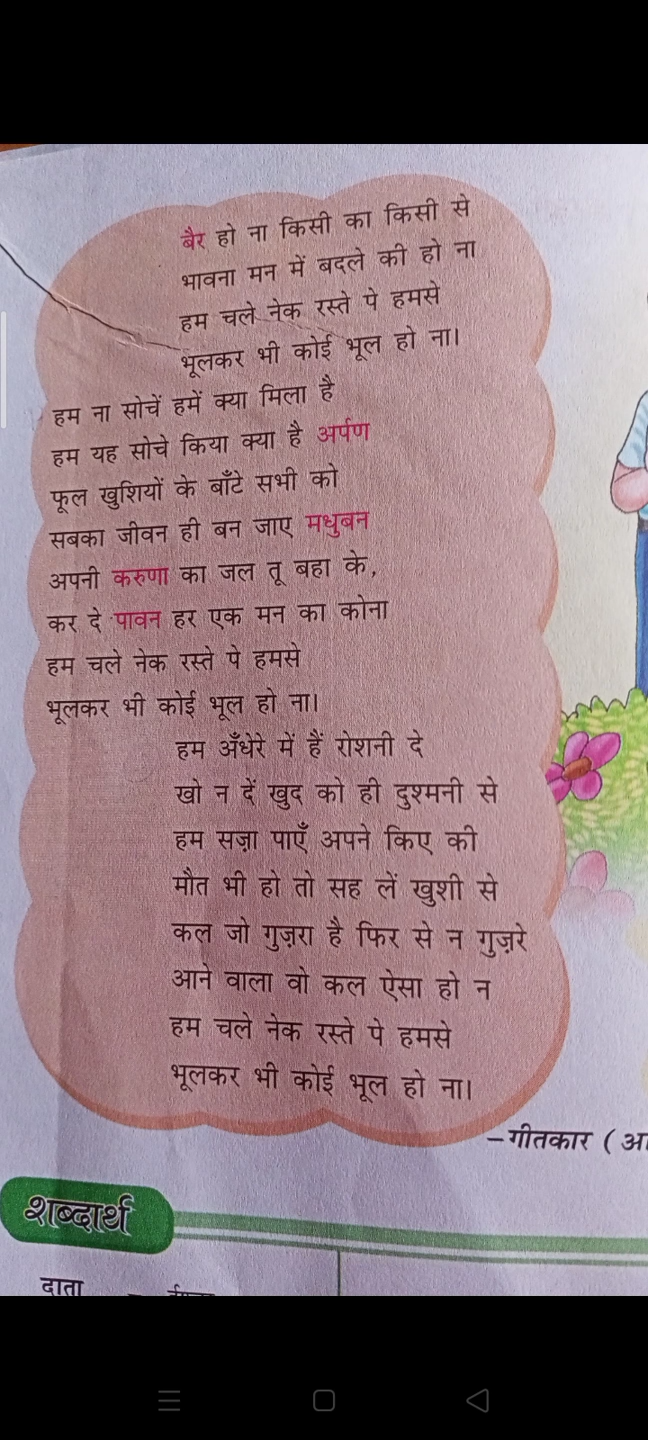 बैर हो ना किसी का किसी से
भावना मन में बदले की हो ना
हम चले नेक रस्ते पे हमसे
भूलकर भी कोई भूल हो ना।
हम ना सोचें हमें क्या मिला है
हम यह सोचे किया क्या है अर्पण
फूल खुशियों के बाँटे सभी को
सबका जीवन ही बन जाए मधुबन
अपनी करुणा का जल तू बहा के,
कर दे पावन हर एक मन का कोना
हम चले नेक रस्ते पे हमसे
भूलकर भी कोई भूल हो ना।
हम अँधेरे में हैं रोशनी दे
खो न दें खुद को ही दुश्मनी से
हम सज़ा पाएँ अपने किए की
मौत भी हो तो सह लें खुशी से
कल जो गुज़रा है फिर से न गुज़रे
आने वाला वो कल ऐसा हो न
हम चले नेक रस्ते पे हमसे
भूलकर भी कोई भूल हो ना।
–गीतकार (
शब्दार्थ
दाता –